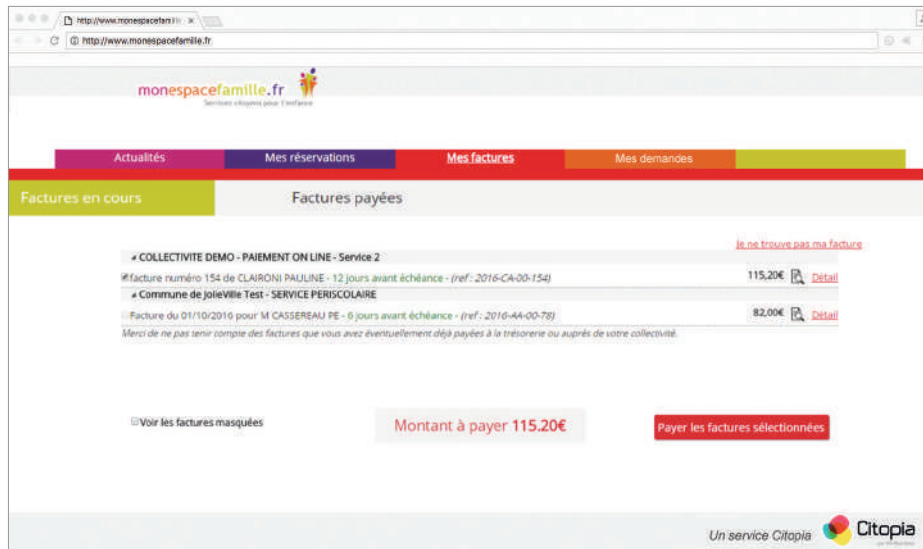 http://www.monespacefamili
http://www.monespacefamille.fr
monespacefamille.fr
Services citoyens pour l'enfance
Actualités
Mes réservations
Mes factures
Mes demandes
Factures en cours
Factures payées
Je ne trouve pas ma facture
COLLECTIVITE DEMO - PAIEMENT ON LINE - Service 2
facture numéro 154 de CLAIRONI PAULINE - 12 jours avant échéance - (ref : 2016-CA-00-154) 115,20€ Détail
Commune de JolieVille Test - SERVICE PERISCOLAIRE
Facture du 01/10/2016 pour M CASSEREAU PE - 6 jours avant échéance - (ref : 2016-AA-00-78) 82,00€ Détail
Merci de ne pas tenir compte des factures que vous avez éventuellement déjà payées à la trésorerie ou auprès de votre collectivité.
Voir les factures masquées
Montant à payer 115.20€
Payer les factures sélectionnées
Un service Citopia
Citopia